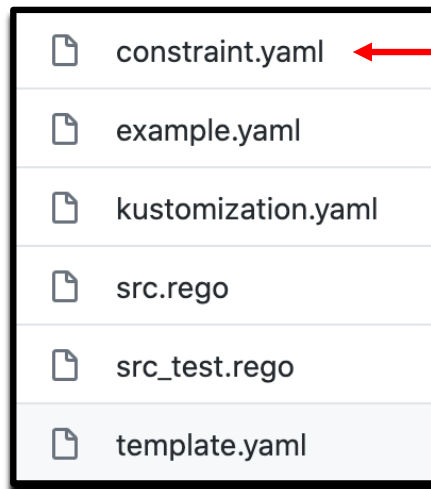 constraint.yaml
example.yaml
kustomization.yaml
src.rego
src_test.rego
template.yaml